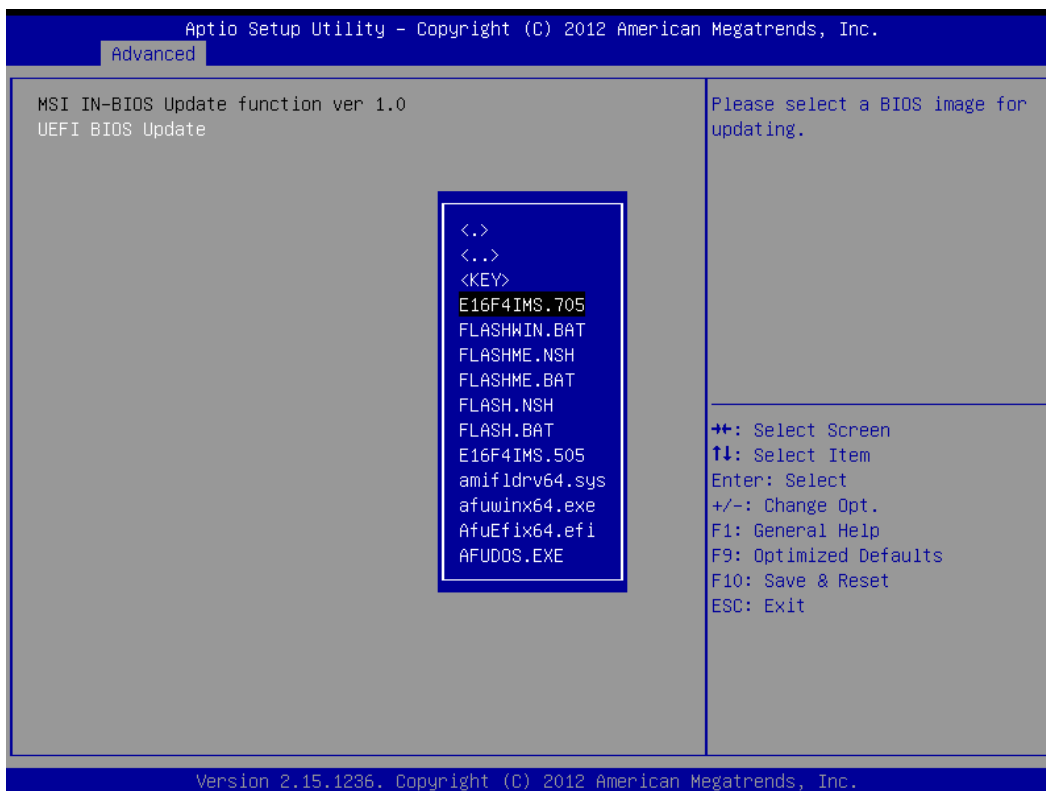 Aptio Setup Utility – Copyright (C) 2012 American Megatrends, Inc.
Advanced
MSI IN-BIOS Update function ver 1.0
UEFI BIOS Update
Please select a BIOS image for
updating.
<.>
<..>
<KEY>
E16F4IMS.705
FLASHWIN.BAT
FLASHME.NSH
FLASHME.BAT
FLASH.NSH
FLASH.BAT
E16F4IMS.505
amifldrv64.sys
afuwinx64.exe
AfuEfix64.efi
AFUDOS.EXE
→←: Select Screen
↑↓: Select Item
Enter: Select
+/-: Change Opt.
F1: General Help
F9: Optimized Defaults
F10: Save & Reset
ESC: Exit
Version 2.15.1236. Copyright (C) 2012 American Megatrends, Inc.